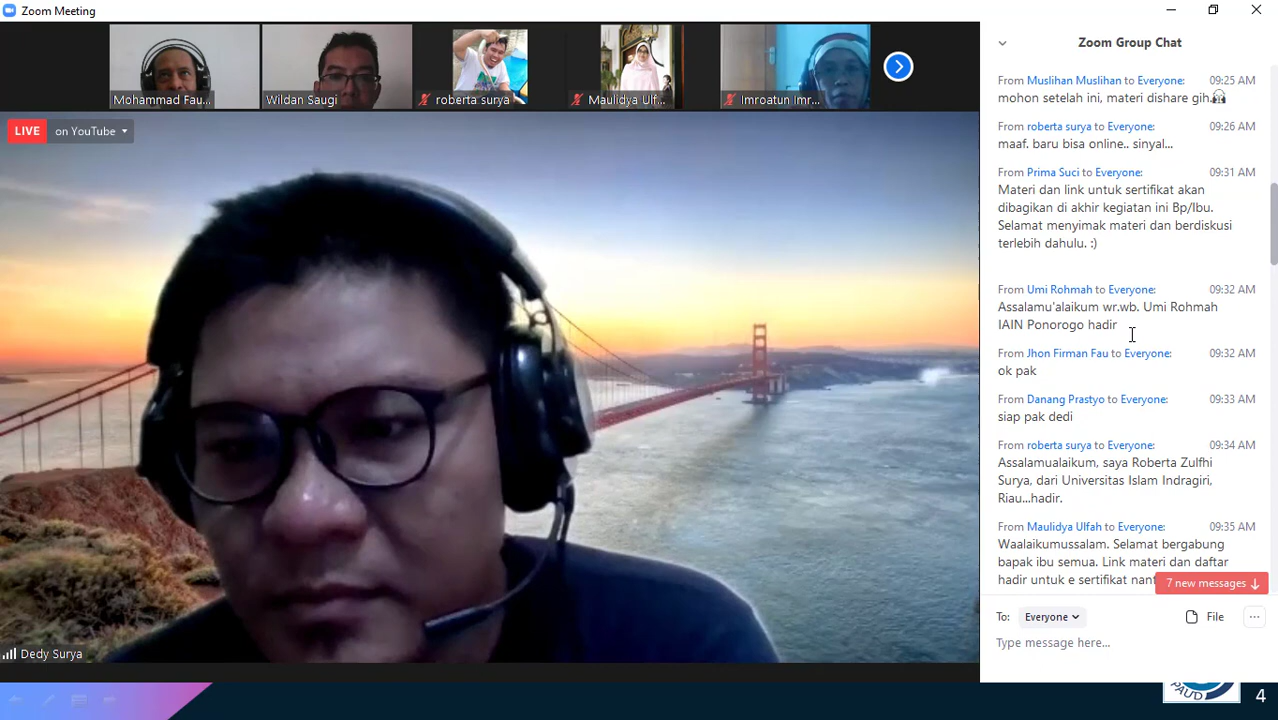 Zoom Meeting
Mohammad Fau...
Wildan Saugi
roberta surya
Maulidya Ulf...
Imroatun Imr...
LIVE on YouTube
Dedy Surya
Zoom Group Chat
From Muslihan Muslihan to Everyone: 09:25 AM
mohon setelah ini, materi dishare gih.
From roberta surya to Everyone: 09:26 AM
maaf. baru bisa online.. sinyal...
From Prima Suci to Everyone: 09:31 AM
Materi dan link untuk sertifikat akan
dibagikan di akhir kegiatan ini Bp/Ibu.
Selamat menyimak materi dan berdiskusi
terlebih dahulu. :)
From Umi Rohmah to Everyone: 09:32 AM
Assalamu'alaikum wr.wb. Umi Rohmah
IAIN Ponorogo hadir
From Jhon Firman Fau to Everyone: 09:32 AM
ok pak
From Danang Prastyo to Everyone: 09:33 AM
siap pak dedi
From roberta surya to Everyone: 09:34 AM
Assalamualaikum, saya Roberta Zulfhi
Surya, dari Universitas Islam Indragiri,
Riau...hadir.
From Maulidya Ulfah to Everyone: 09:35 AM
Waalaikumussalam. Selamat bergabung
bapak ibu semua. Link materi dan daftar
hadir untuk e sertifikat nant
7 new messages
To: Everyone File ...
Type message here...
PAUD
4